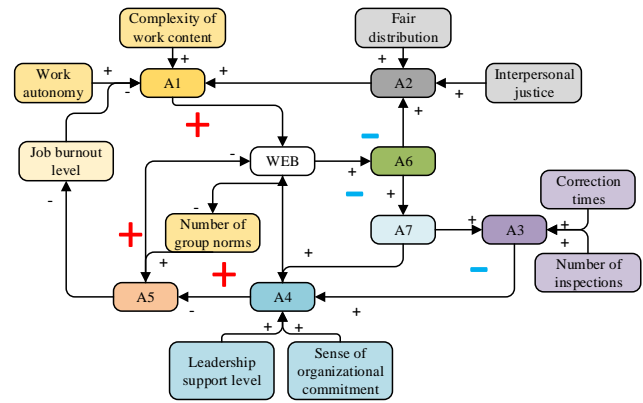 Complexity of
work content
Fair
distribution
+
+
Work
autonomy
+
-
A1
+
A2
+
Interpersonal
justice
+
+
−
Job burnout
level
-
WEB
+
A6
−
+
Correction
times
-
Number of
group norms
+
+
-
+
+
A7
+
A3
+
+
Number of
inspections
A5
-
+
A4
+
−
+
+
Leadership
support level
Sense of
organizational
commitment